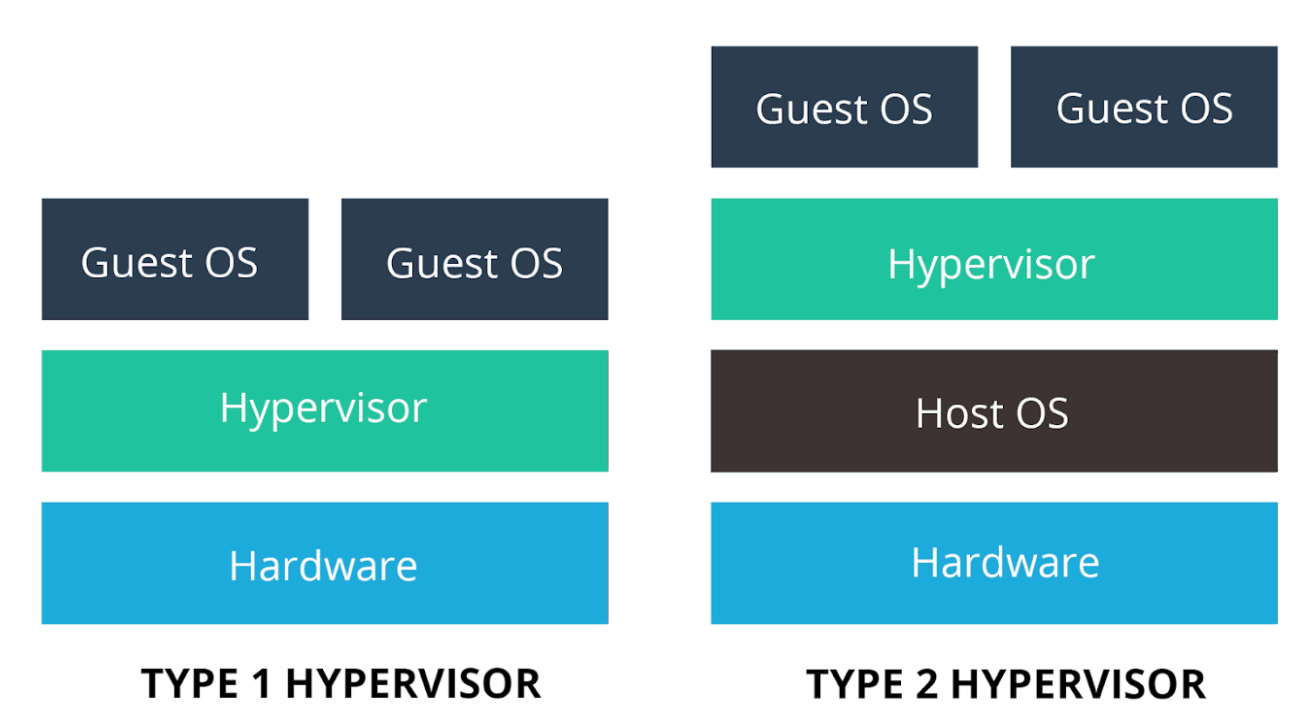 Guest OS
Guest OS
Hypervisor
Hardware
TYPE 1 HYPERVISOR
Guest OS
Guest OS
Hypervisor
Host OS
Hardware
TYPE 2 HYPERVISOR